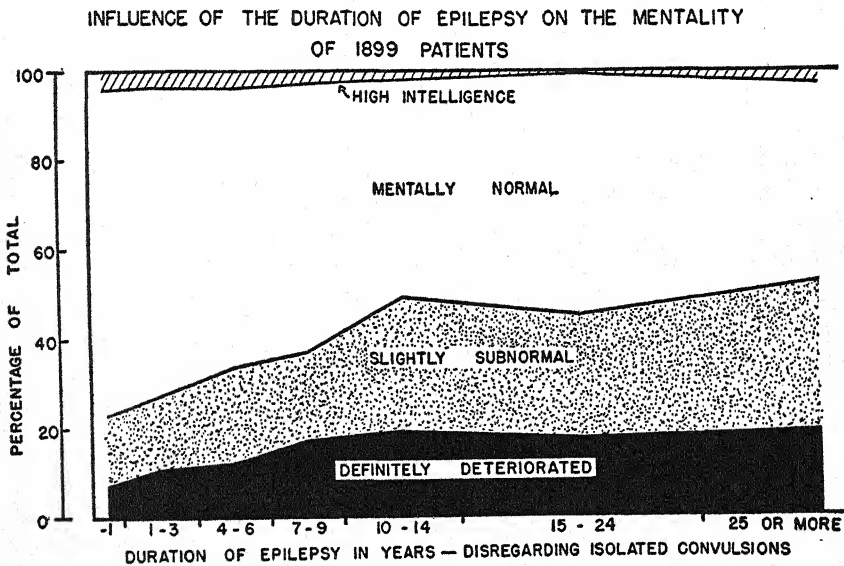 INFLUENCE OF THE DURATION OF EPILEPSY ON THE MENTALITY
OF 1899 PATIENTS
100
80
60
40
20
0
PERCENTAGE OF TOTAL
HIGH INTELLIGENCE
MENTALLY NORMAL
SLIGHTLY SUBNORMAL
DEFINITELY DETERIORATED
-1 1-3 4-6 7-9 10-14 15-24 25 OR MORE
DURATION OF EPILEPSY IN YEARS — DISREGARDING ISOLATED CONVULSIONS